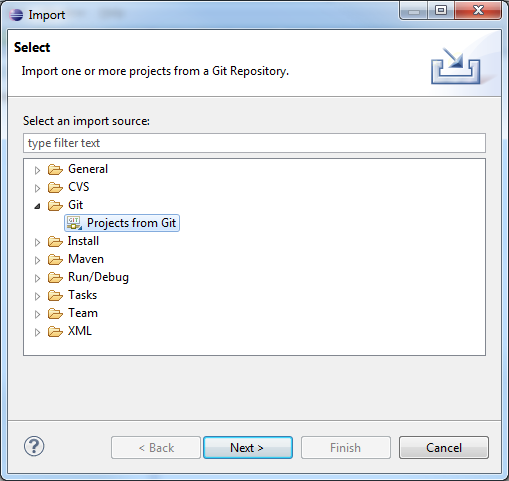 Import
Select
Import one or more projects from a Git Repository.
Select an import source:
type filter text
General
CVS
Git
GIT Projects from Git
Install
Maven
Run/Debug
Tasks
Team
XML
? < Back Next > Finish Cancel